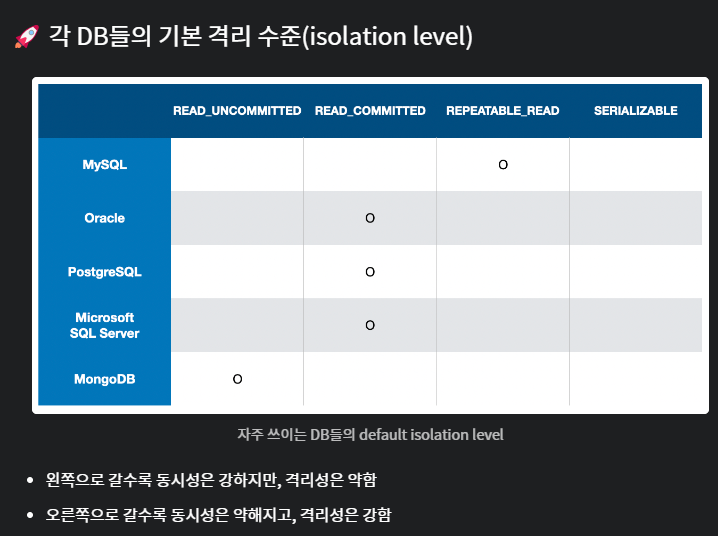 🚀 각 DB들의 기본 격리 수준(isolation level)
READ_UNCOMMITTED READ_COMMITTED REPEATABLE_READ SERIALIZABLE
MySQL O
Oracle O
PostgreSQL O
Microsoft
SQL Server O
MongoDB O
자주 쓰이는 DB들의 default isolation level
• 왼쪽으로 갈수록 동시성은 강하지만, 격리성은 약함
• 오른쪽으로 갈수록 동시성은 약해지고, 격리성은 강함